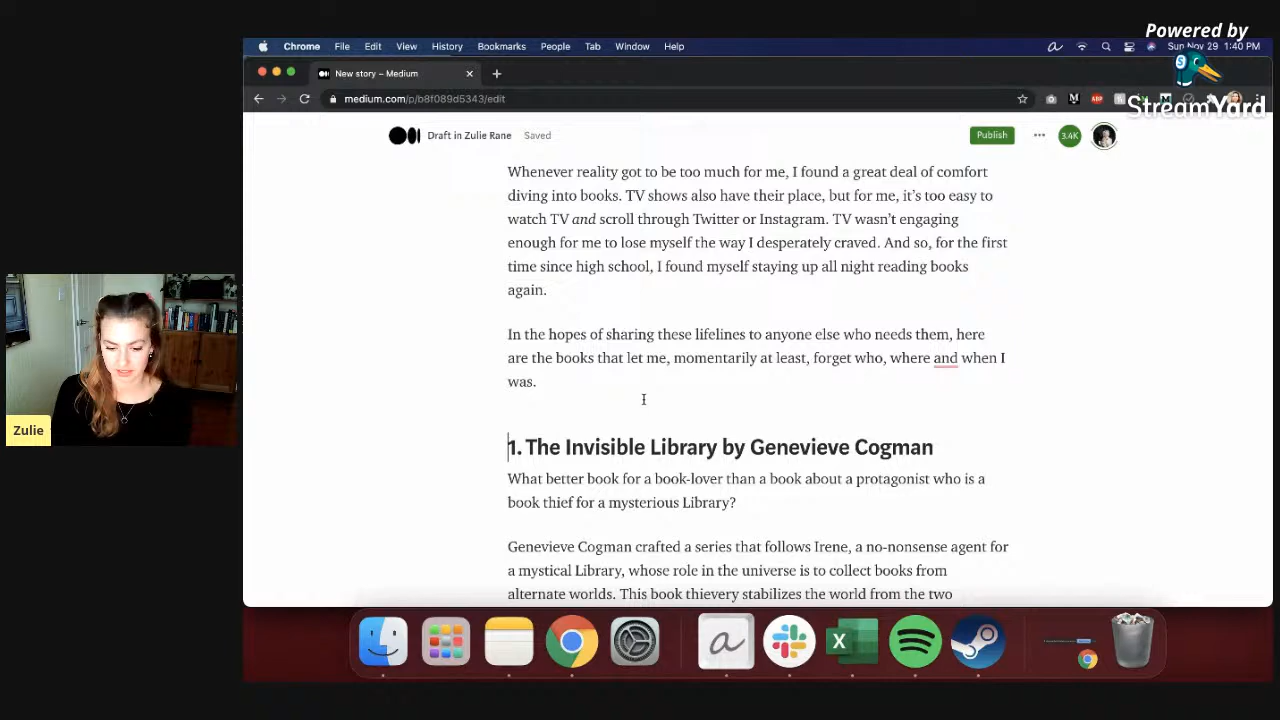 Powered by
StreamYard
Chrome File Edit View History Bookmarks People Tab Window Help Sun Nov 29 1:40 PM
New story – Medium
medium.com/p/b8f089d5343/edit
Draft in Zulie Rane Saved Publish 3.4K
Whenever reality got to be too much for me, I found a great deal of comfort
diving into books. TV shows also have their place, but for me, it's too easy to
watch TV and scroll through Twitter or Instagram. TV wasn't engaging
enough for me to lose myself the way I desperately craved. And so, for the first
time since high school, I found myself staying up all night reading books
again.
In the hopes of sharing these lifelines to anyone else who needs them, here
are the books that let me, momentarily at least, forget who, where and when I
was.
1. The Invisible Library by Genevieve Cogman
What better book for a book-lover than a book about a protagonist who is a
book thief for a mysterious Library?
Genevieve Cogman crafted a series that follows Irene, a no-nonsense agent for
a mystical Library, whose role in the universe is to collect books from
alternate worlds. This book thievery stabilizes the world from the two
Zulie